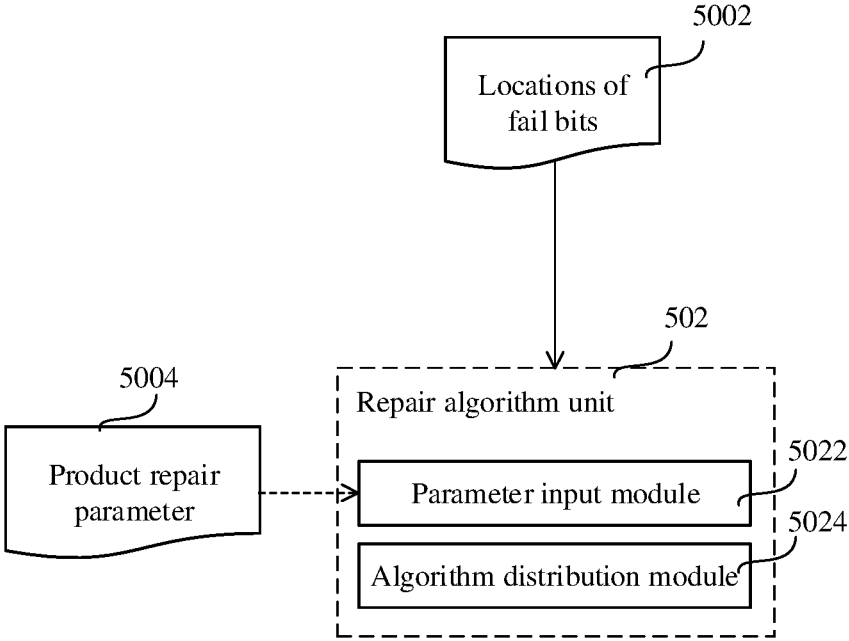 5002
Locations of
fail bits
502
5004
Repair algorithm unit
Product repair
parameter
5022
Parameter input module
5024
Algorithm distribution module